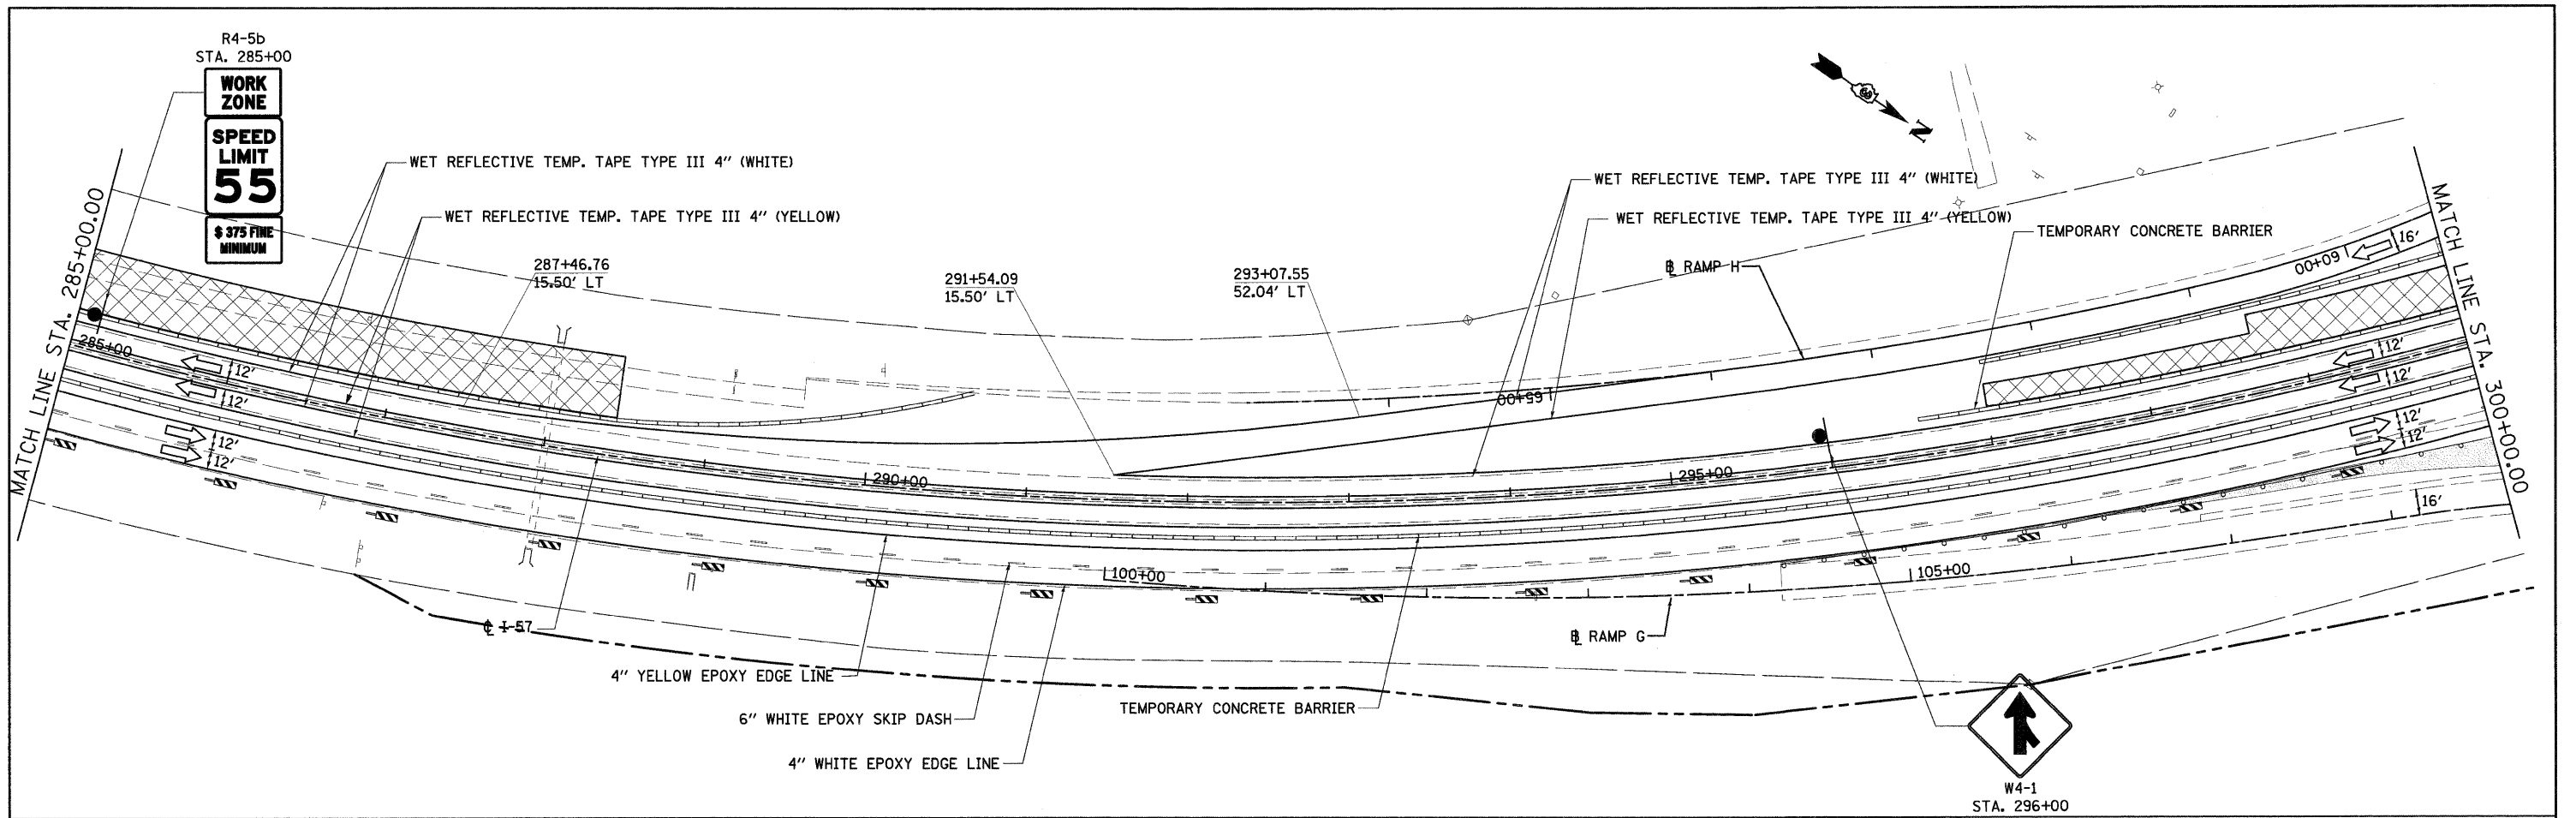 R4-5b
STA. 285+00
WORK
ZONE
SPEED
LIMIT
55
$ 375 FINE
MINIMUM
WET REFLECTIVE TEMP. TAPE TYPE III 4" (WHITE)
WET REFLECTIVE TEMP. TAPE TYPE III 4" (YELLOW)
287+46.76
15.50' LT
291+54.09
15.50' LT
293+07.55
52.04' LT
N
WET REFLECTIVE TEMP. TAPE TYPE III 4" (WHITE)
WET REFLECTIVE TEMP. TAPE TYPE III 4" (YELLOW)
TEMPORARY CONCRETE BARRIER
℄ RAMP H
60+00
16'
65+00
MATCH LINE STA. 285+00.00
MATCH LINE STA. 300+00.00
285+00
12'
12'
12'
12'
290+00
295+00
12'
12'
12'
12'
16'
100+00
105+00
℄ I-57
4" YELLOW EPOXY EDGE LINE
6" WHITE EPOXY SKIP DASH
4" WHITE EPOXY EDGE LINE
TEMPORARY CONCRETE BARRIER
℄ RAMP G
W4-1
STA. 296+00